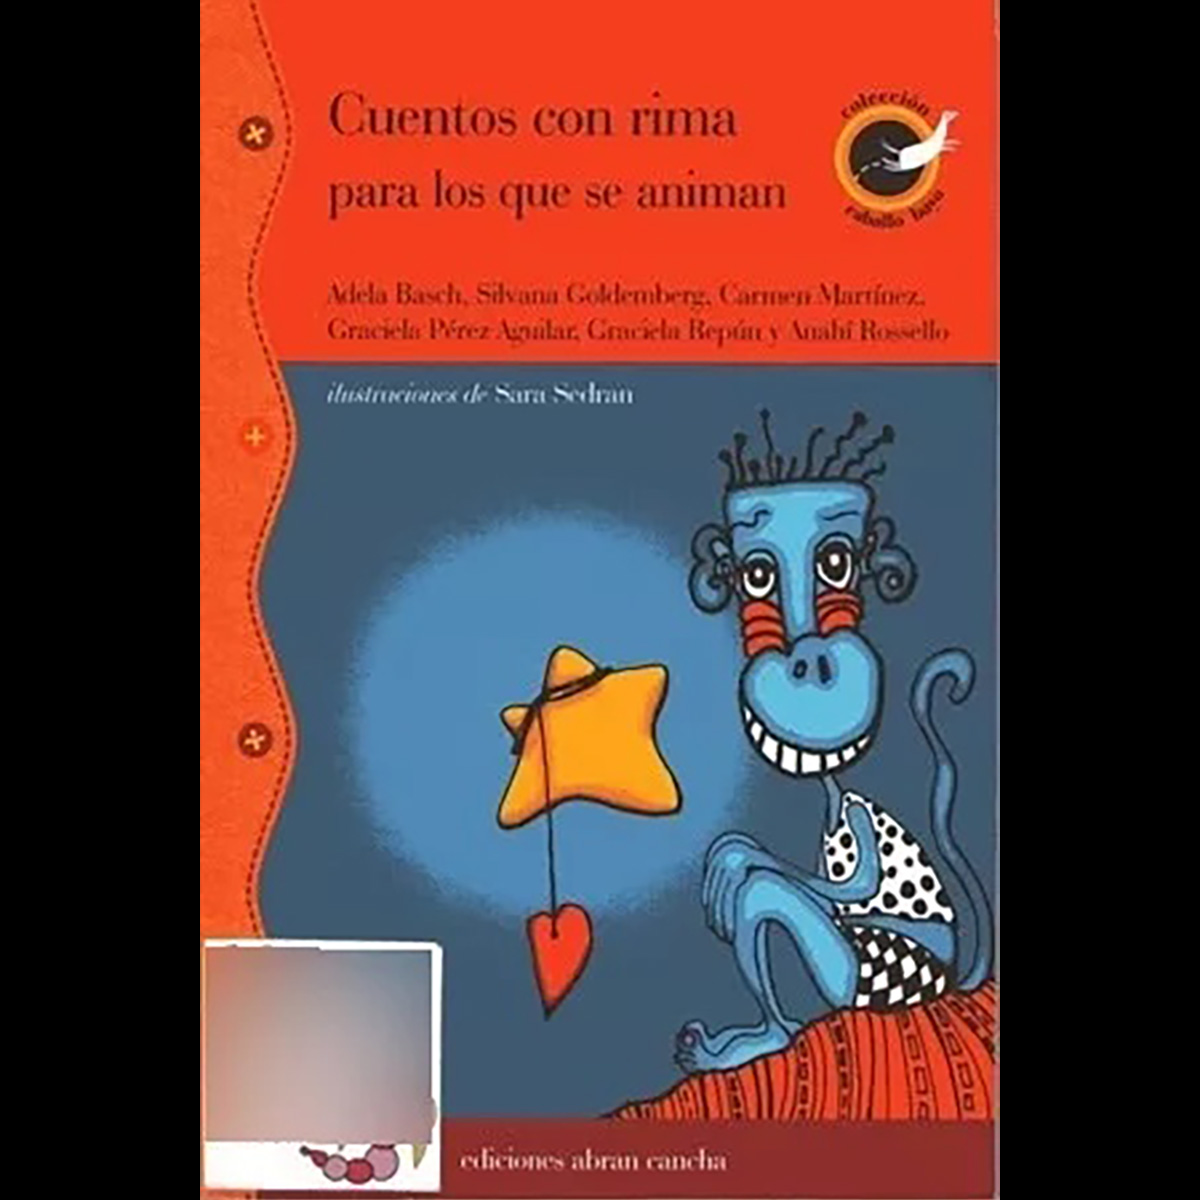 Cuentos con rima
para los que se animan
colección
caballo bayo
Adela Basch, Silvana Goldemberg, Carmen Martínez,
Graciela Pérez Aguilar, Graciela Repún y Anahí Rossello
ilustraciones de Sara Sedran
ediciones abran cancha